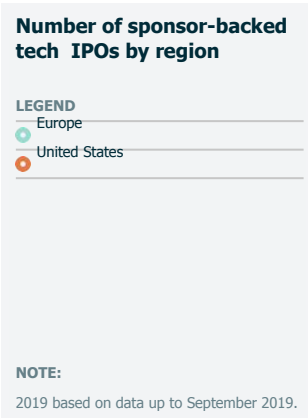 Number of sponsor-backed
tech IPOs by region
LEGEND
Europe
United States
NOTE:
2019 based on data up to September 2019.